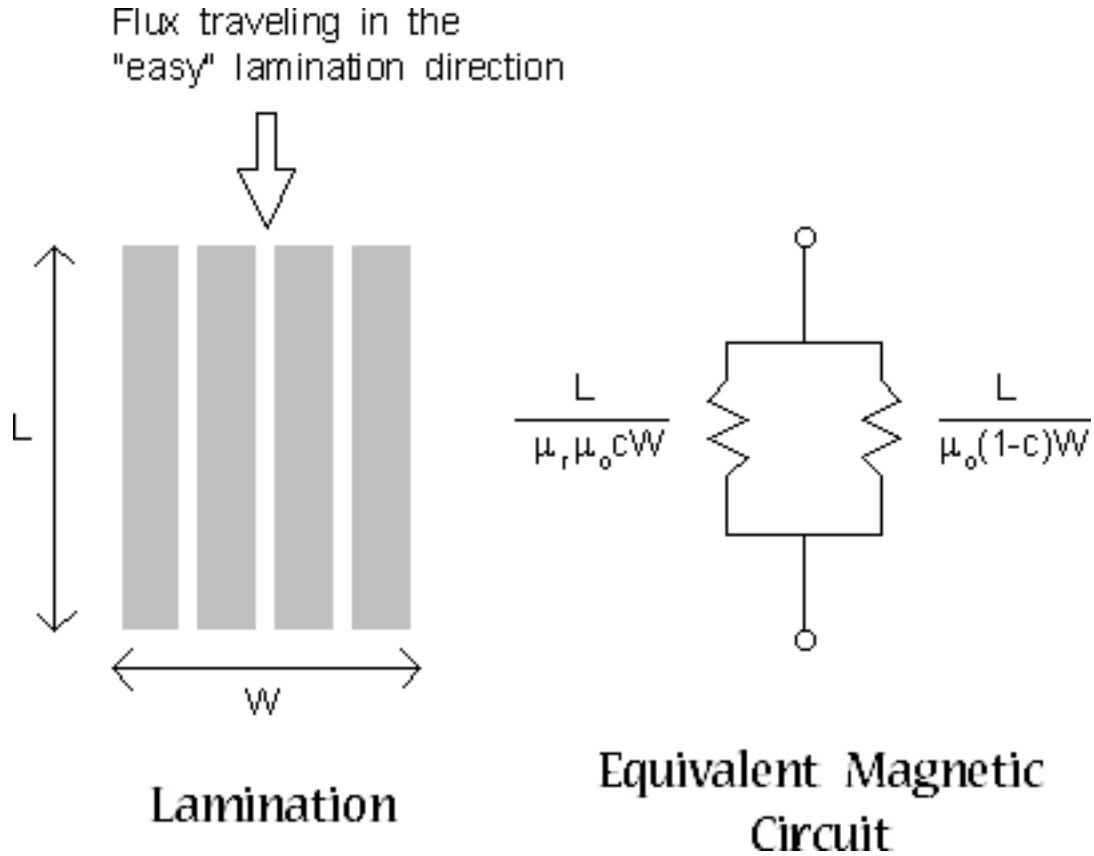 Flux traveling in the
"easy" lamination direction
L
W
L
μrμocW
L
μo(1-c)W
Lamination
Equivalent Magnetic
Circuit